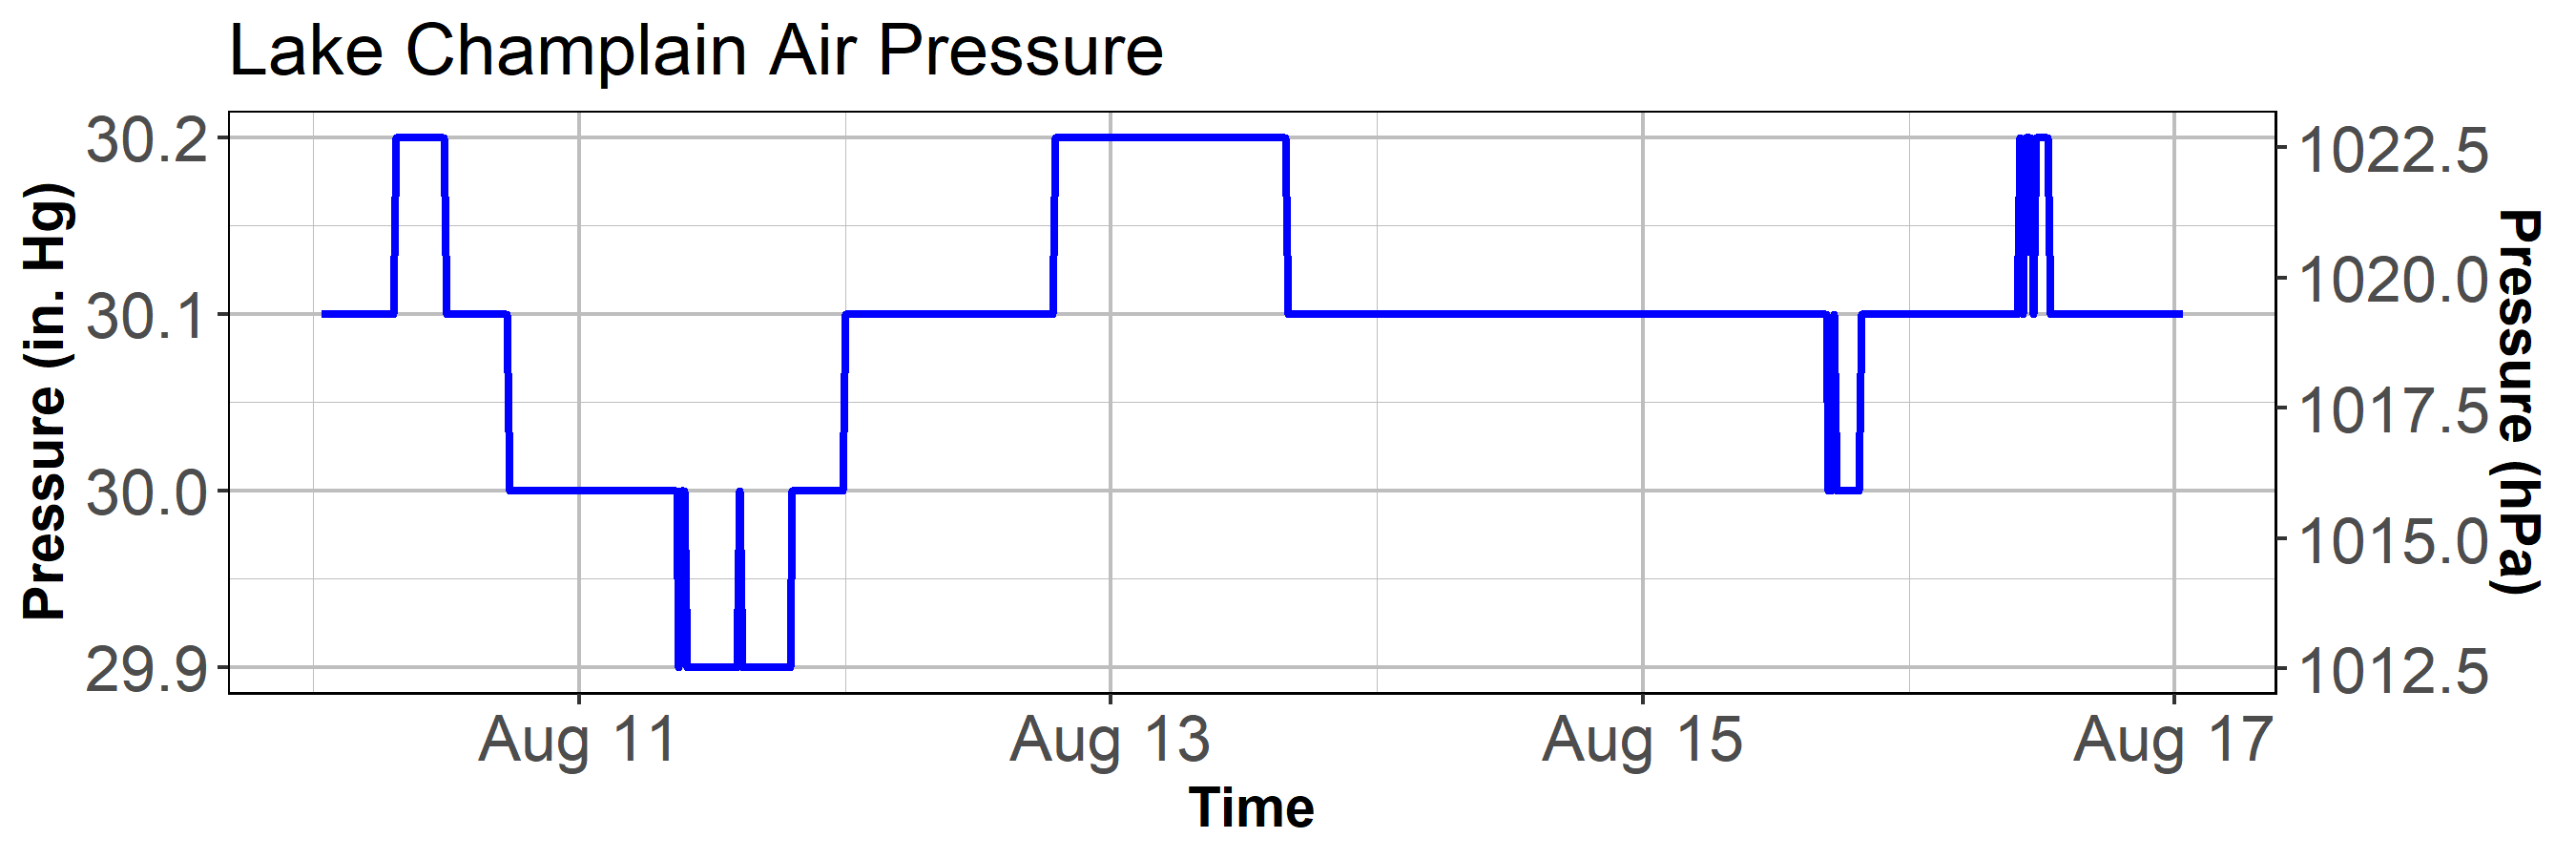 Lake Champlain Air Pressure
30.2
30.1
30.0
29.9
Pressure (in. Hg)
1022.5
1020.0
1017.5
1015.0
1012.5
Pressure (hPa)
Aug 11 Aug 13 Aug 15 Aug 17
Time